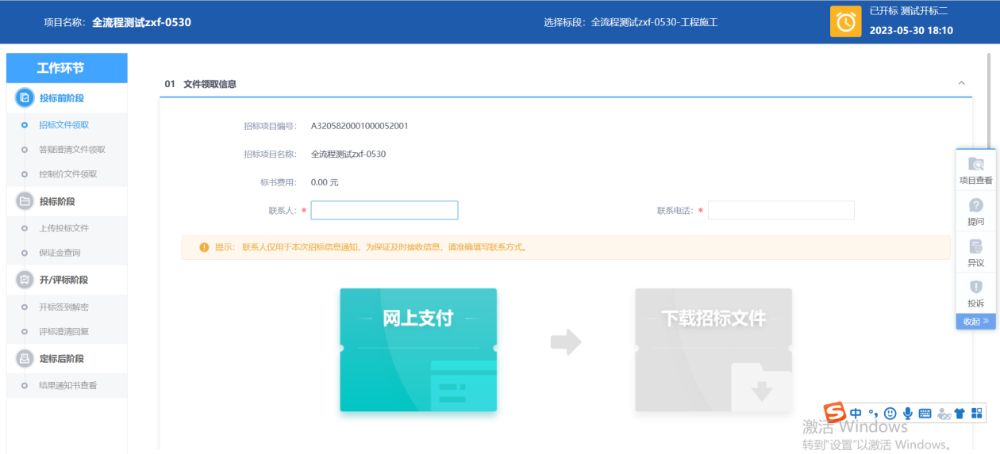 项目名称： 全流程测试zxf-0530
选择标段： 全流程测试zxf-0530-工程施工
已开标 测试开标二
2023-05-30 18:10
工作环节
投标前阶段
招标文件领取
答疑澄清文件领取
控制价文件领取
投标阶段
上传投标文件
保证金查询
开/评标阶段
开标签到解密
评标澄清回复
定标后阶段
结果通知书查看
01 文件领取信息
招标项目编号： A3205820001000052001
招标项目名称： 全流程测试zxf-0530
标书费用： 0.00 元
联系人： *
联系电话： *
提示： 联系人仅用于本次招标信息通知，为保证及时接收信息，请准确填写联系方式。
网上支付
下载招标文件
项目查看
提问
异议
投诉
收起 »
中
激活 Windows
转到"设置"以激活 Windows。